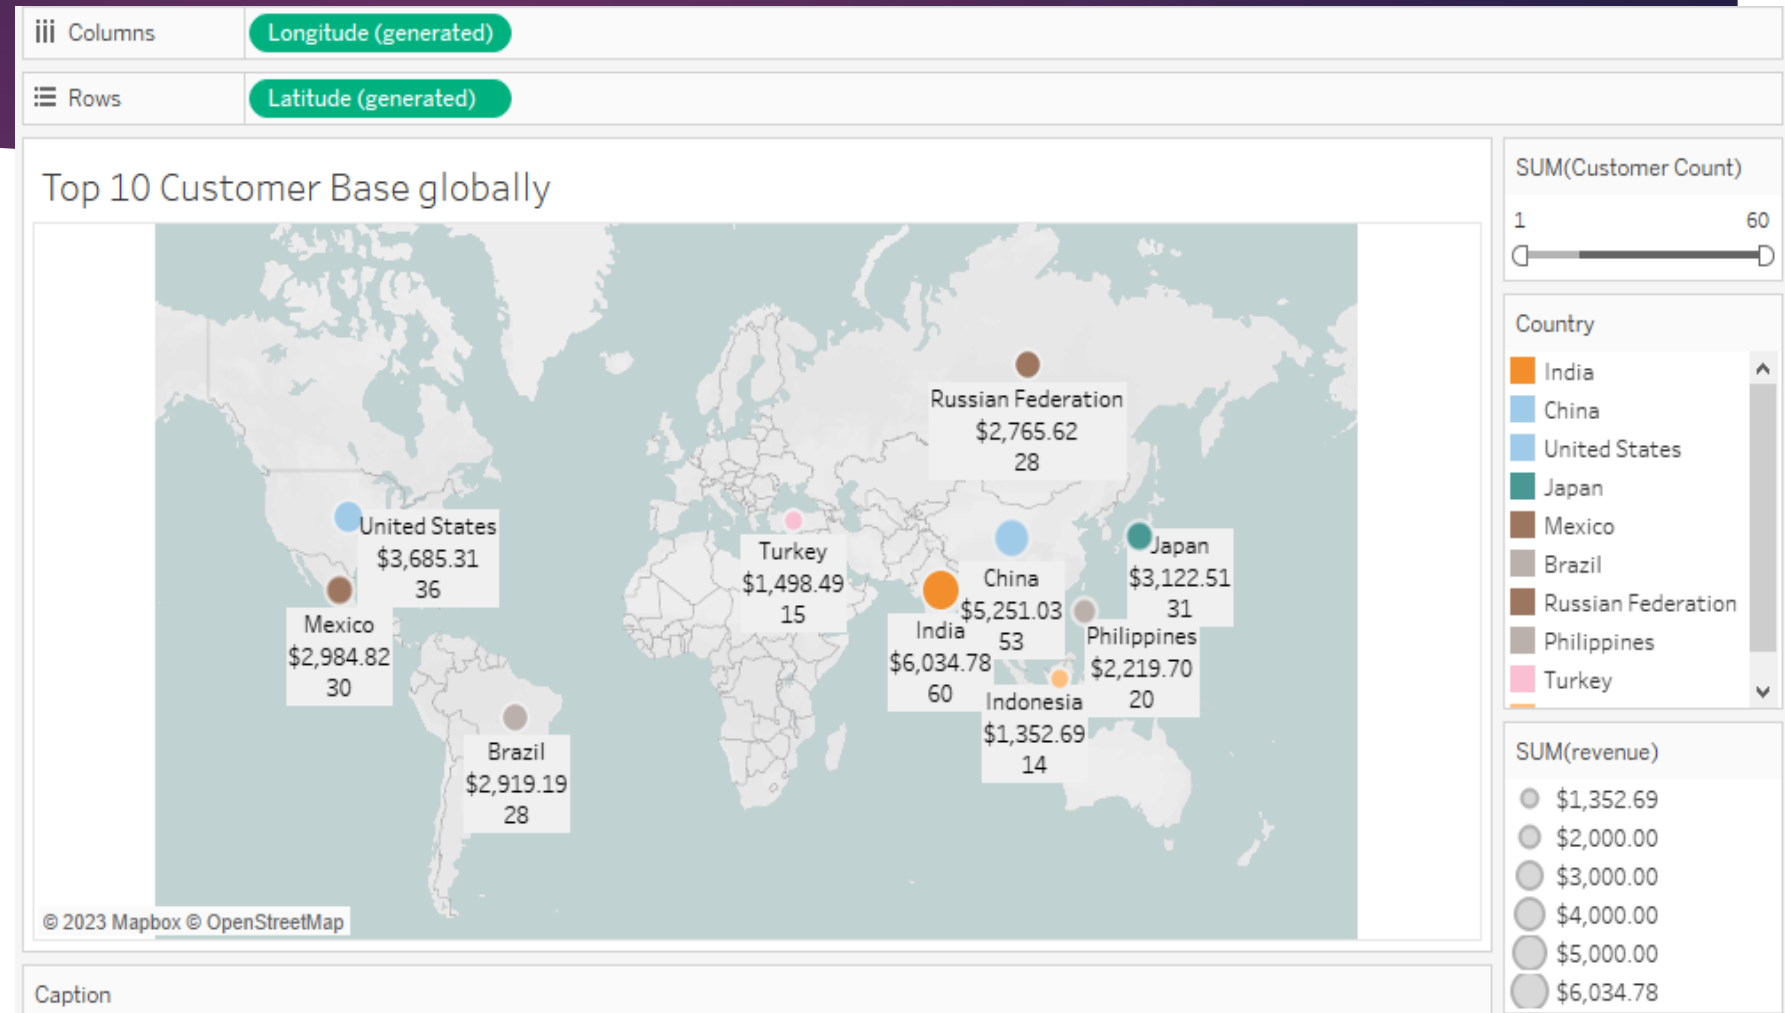 Columns
Longitude (generated)
Rows
Latitude (generated)
Top 10 Customer Base globally
Russian Federation
$2,765.62
28
United States
$3,685.31
36
Turkey
$1,498.49
15
Japan
$3,122.51
31
China
$5,251.03
53
Mexico
$2,984.82
30
India
$6,034.78
60
Philippines
$2,219.70
20
Indonesia
$1,352.69
14
Brazil
$2,919.19
28
© 2023 Mapbox © OpenStreetMap
Caption
SUM(Customer Count)
1 60
Country
India
China
United States
Japan
Mexico
Brazil
Russian Federation
Philippines
Turkey
SUM(revenue)
$1,352.69
$2,000.00
$3,000.00
$4,000.00
$5,000.00
$6,034.78